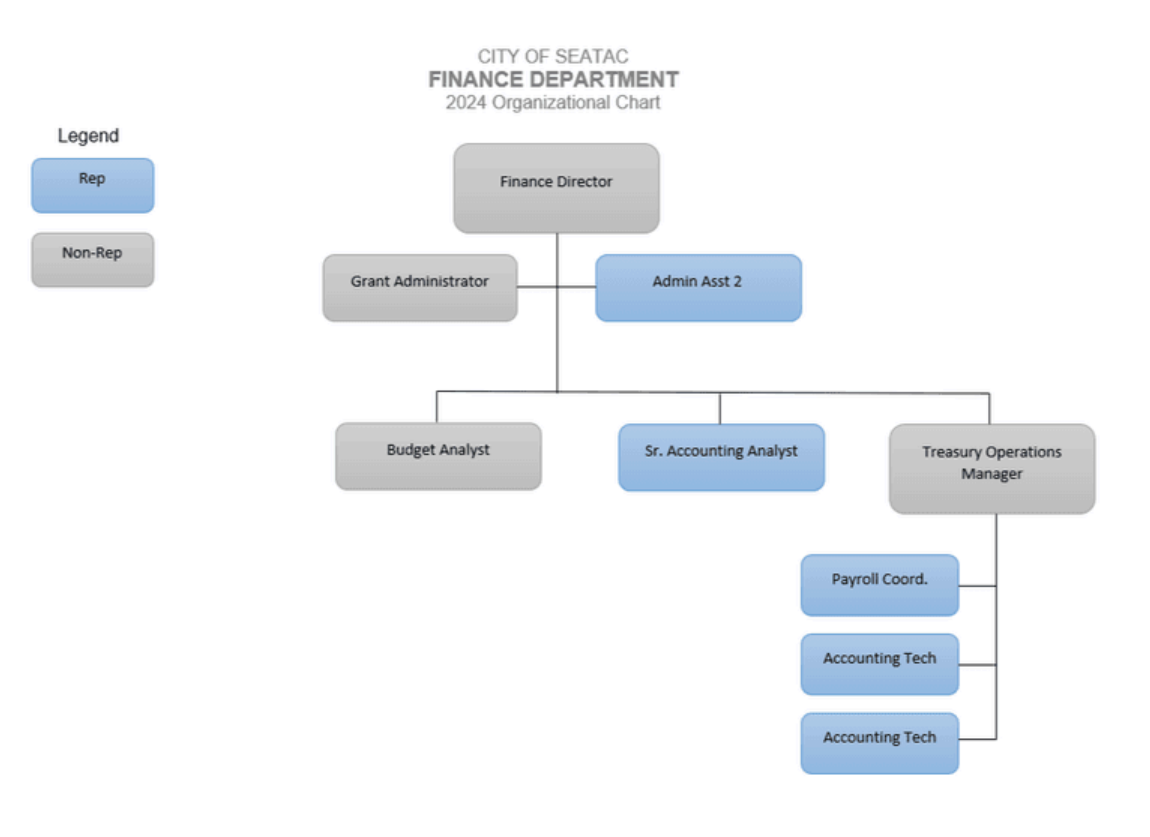 CITY OF SEATAC
FINANCE DEPARTMENT
2024 Organizational Chart
Legend
Rep
Non-Rep
Finance Director
Grant Administrator
Admin Asst 2
Budget Analyst
Sr. Accounting Analyst
Treasury Operations
Manager
Payroll Coord.
Accounting Tech
Accounting Tech